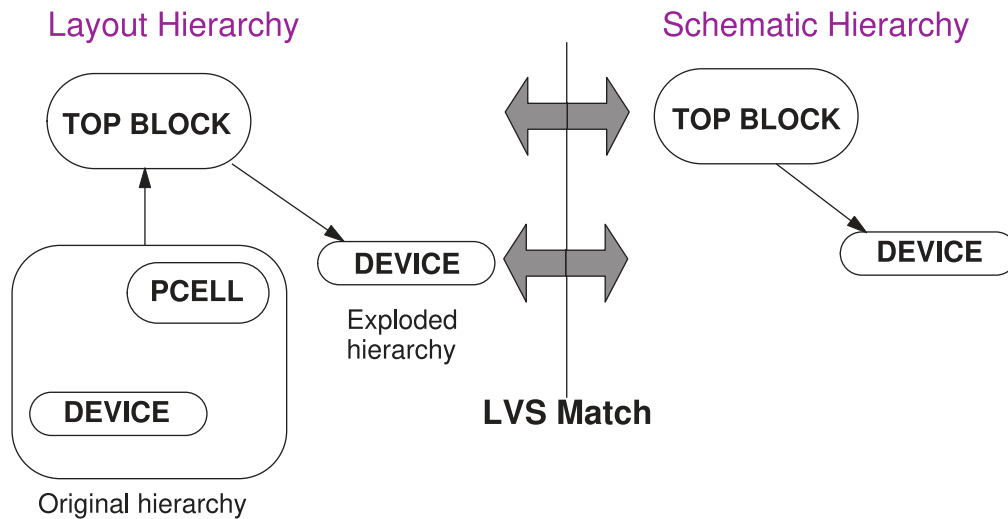 Layout Hierarchy
Schematic Hierarchy
TOP BLOCK
TOP BLOCK
DEVICE
DEVICE
PCELL
Exploded
hierarchy
DEVICE
LVS Match
Original hierarchy